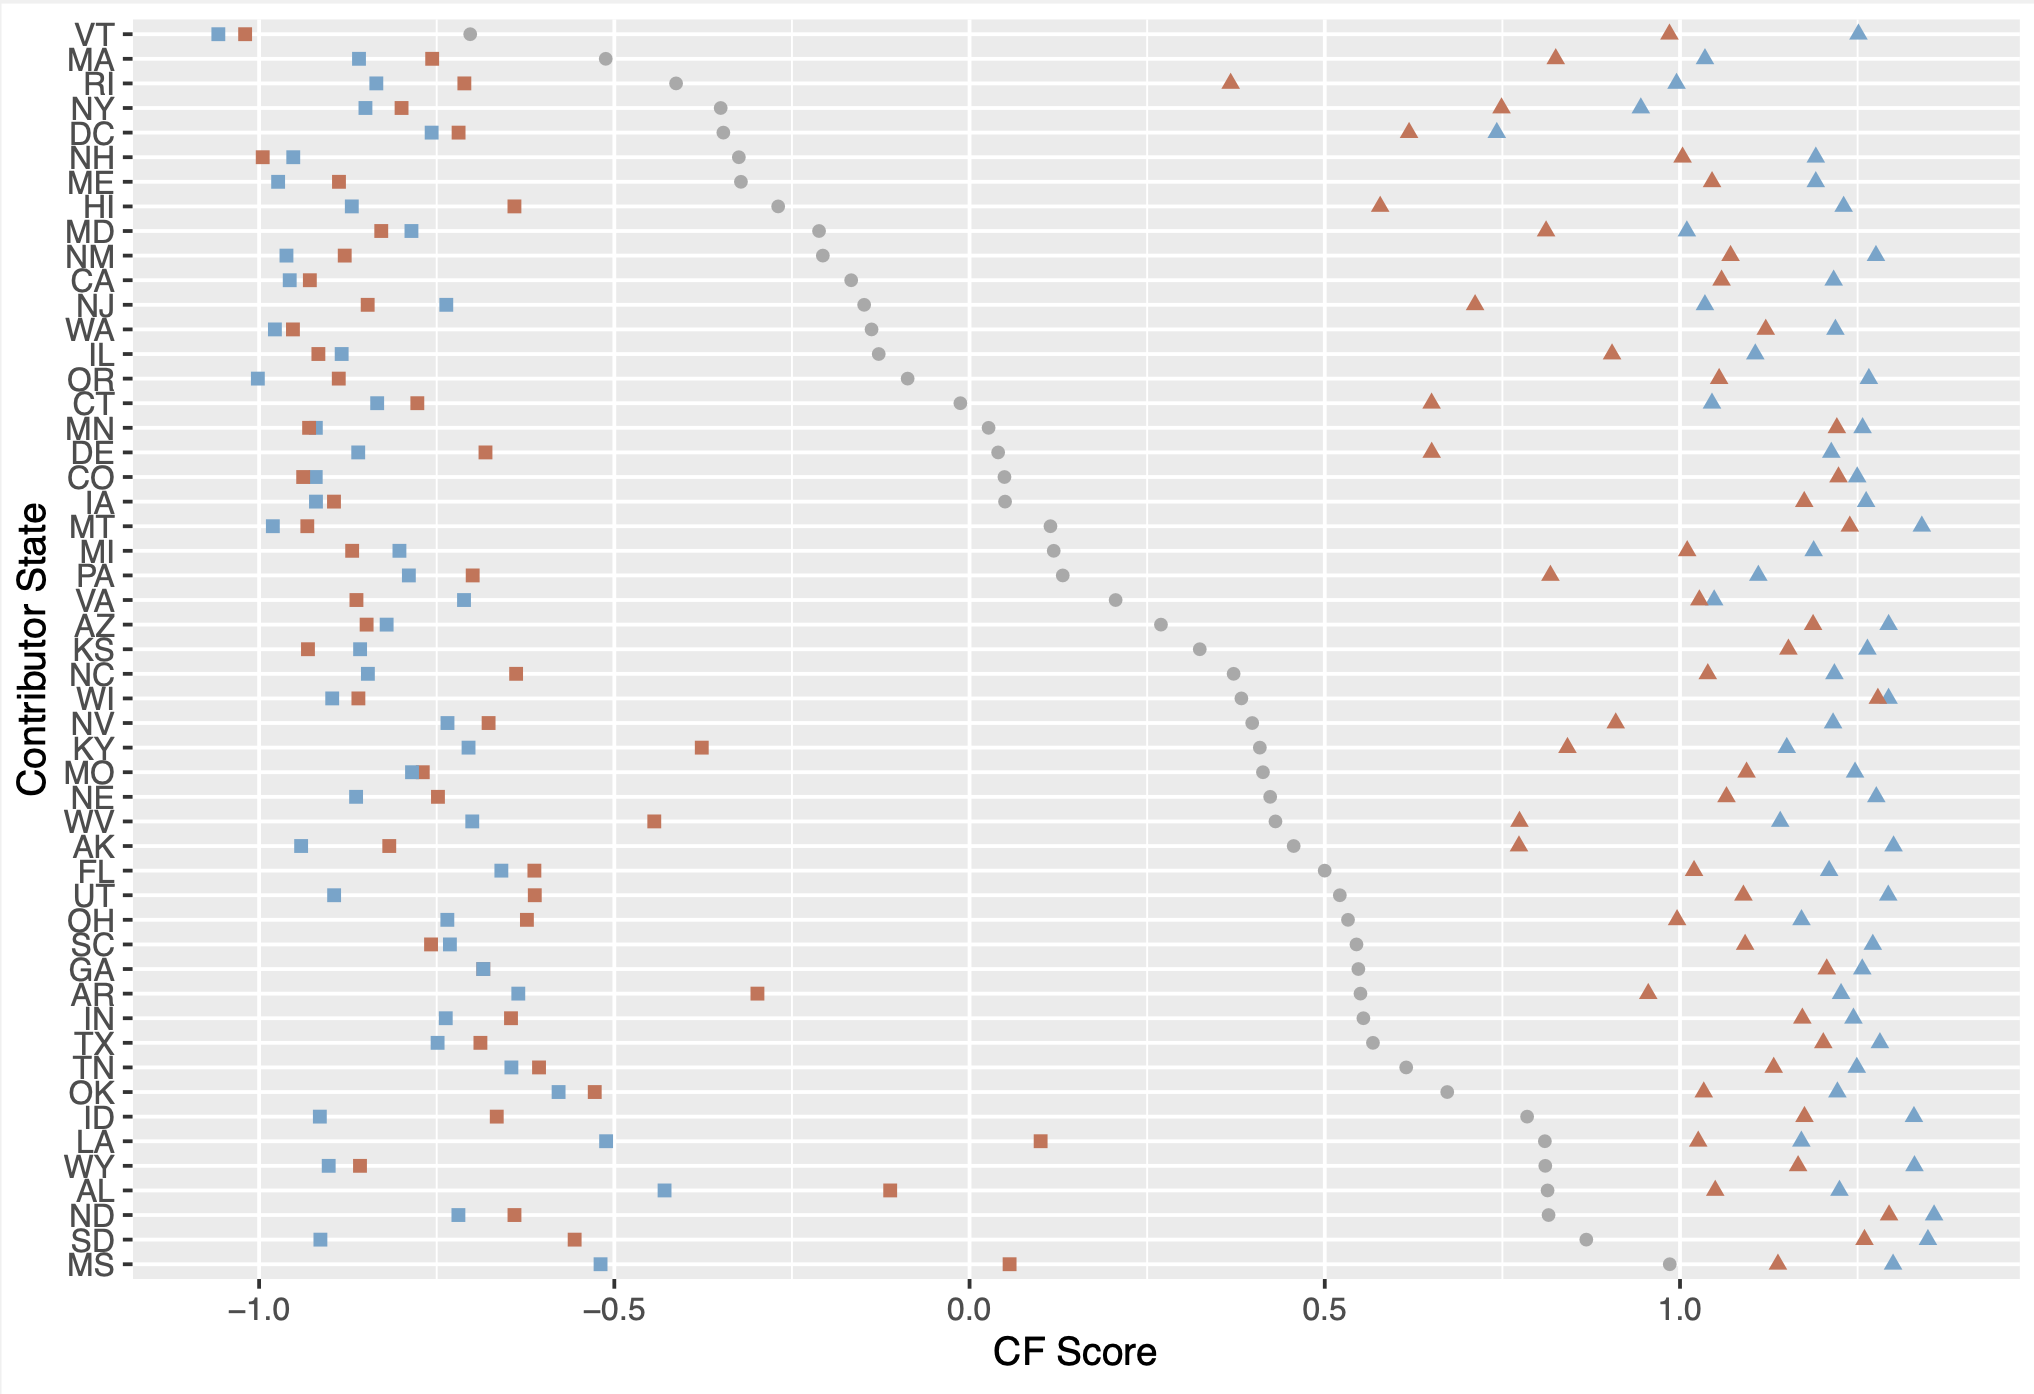 Contributor State
VT
MA
RI
NY
DC
NH
ME
HI
MD
NM
CA
NJ
WA
IL
OR
CT
MN
DE
CO
IA
MT
MI
PA
VA
AZ
KS
NC
WI
NV
KY
MO
NE
WV
AK
FL
UT
OH
SC
GA
AR
IN
TX
TN
OK
ID
LA
WY
AL
ND
SD
MS
−1.0 −0.5 0.0 0.5 1.0
CF Score